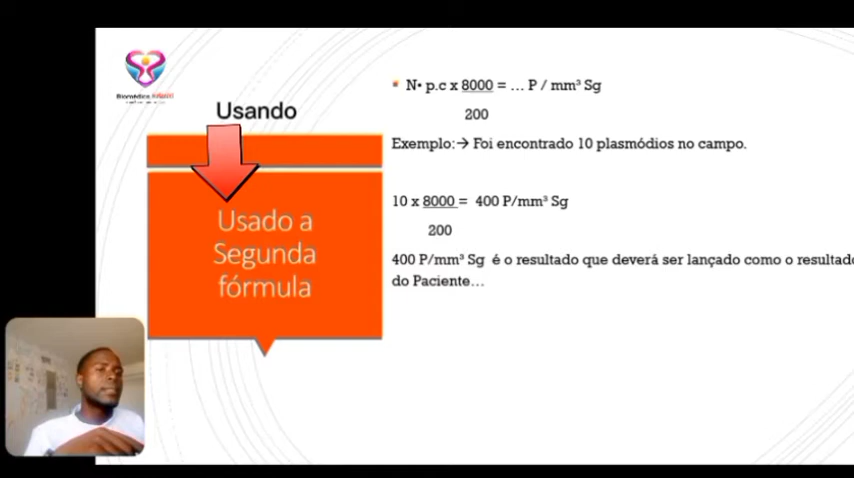 Usando
Usado a
Segunda
fórmula
N• p.c x 8000 = ... P / mm³ Sg
200
Exemplo:→ Foi encontrado 10 plasmódios no campo.
10 x 8000 = 400 P/mm³ Sg
200
400 P/mm³ Sg é o resultado que deverá ser lançado como o resultado
do Paciente...